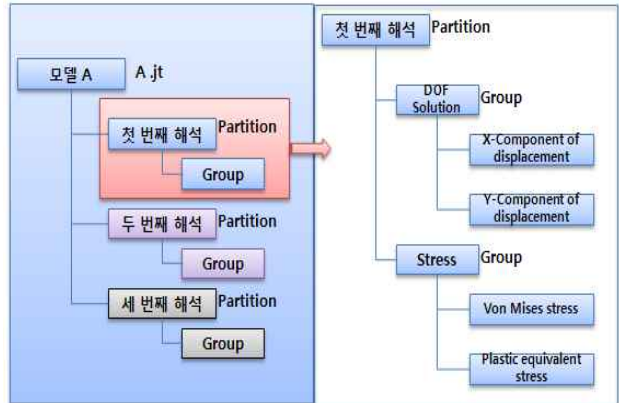 모델 A
A .jt
첫 번째 해석
Partition
Group
두 번째 해석
Partition
Group
세 번째 해석
Partition
Group
첫 번째 해석
Partition
DOF
Solution
Group
X-Component of
displacement
Y-Component of
displacement
Stress
Group
Von Mises stress
Plastic equivalent
stress